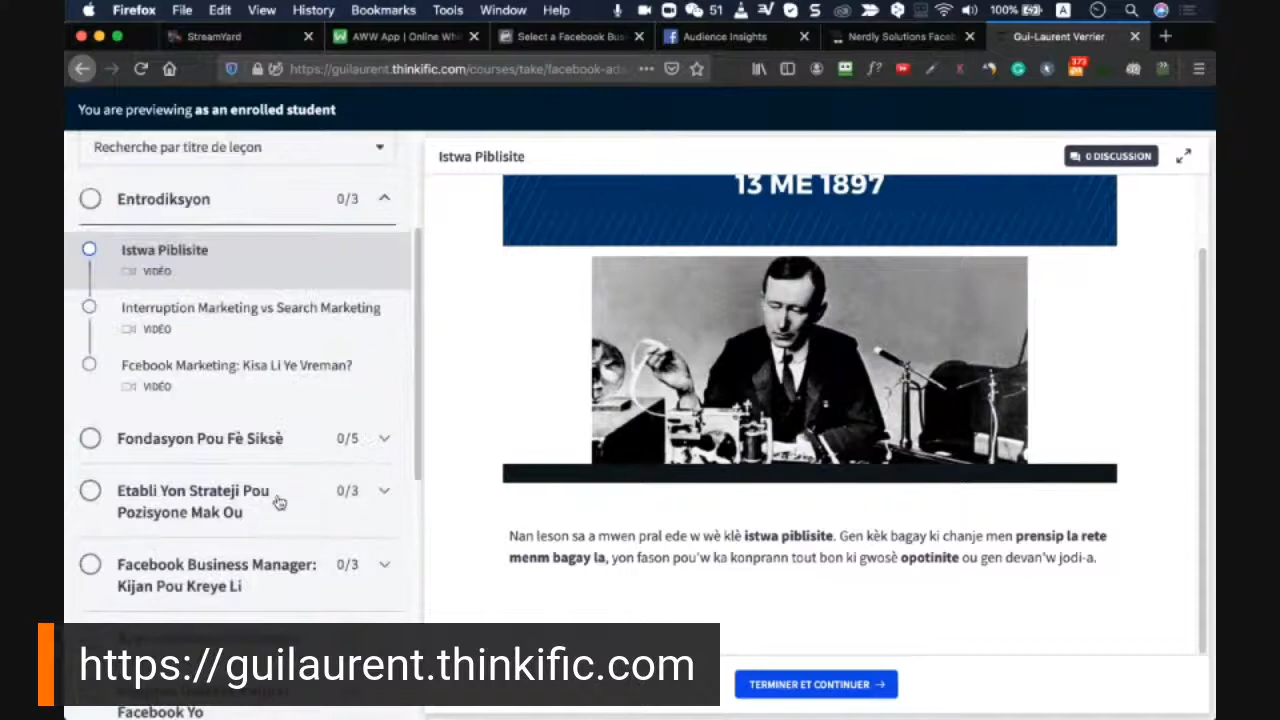 Firefox File Edit View History Bookmarks Tools Window Help 51 100%
StreamYard
AWW App | Online Whi
Select a Facebook Bus
Audience Insights
Nerdly Solutions Faceb
Gui-Laurent Verrier
https://guilaurent.thinkific.com/courses/take/facebook-ads
373
You are previewing as an enrolled student
Recherche par titre de leçon
Entrodiksyon 0/3
Istwa Piblisite
VIDÉO
Interruption Marketing vs Search Marketing
VIDÉO
Fcebook Marketing: Kisa Li Ye Vreman?
VIDÉO
Fondasyon Pou Fè Siksè 0/5
Etabli Yon Strateji Pou 0/3
Pozisyone Mak Ou
Facebook Business Manager: 0/3
Kijan Pou Kreye Li
Facebook Yo
Istwa Piblisite
0 DISCUSSION
13 ME 1897
Nan leson sa a mwen pral ede w wè klè istwa piblisite. Gen kèk bagay ki chanje men prensip la rete
menm bagay la, yon fason pou'w ka konprann tout bon ki gwosè opotinite ou gen devan'w jodi-a.
TERMINER ET CONTINUER →
https://guilaurent.thinkific.com